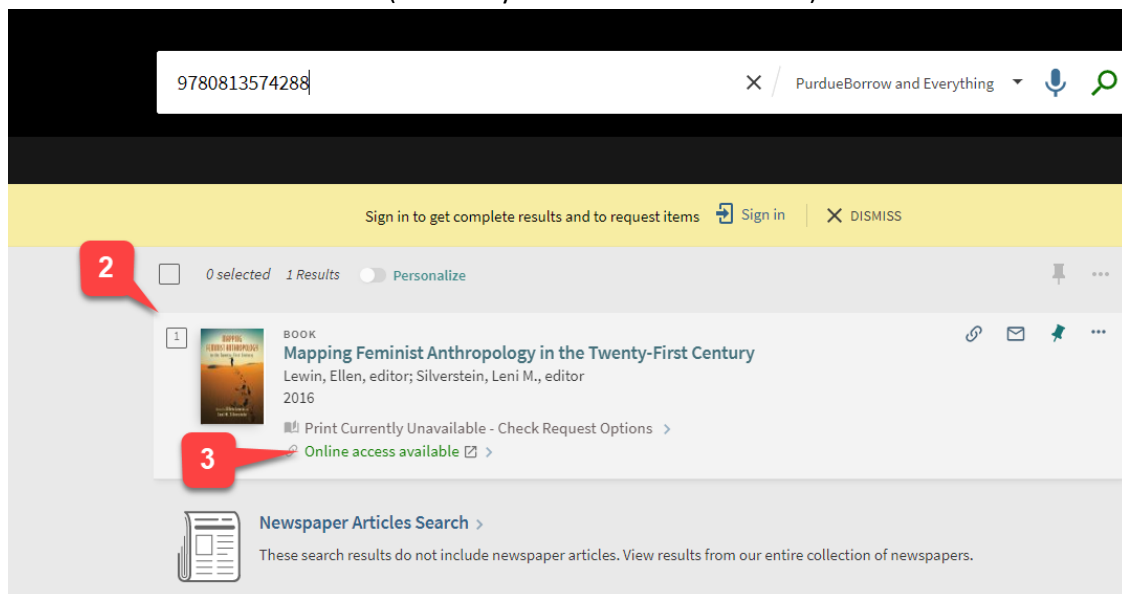 9780813574288
PurdueBorrow and Everything
Sign in to get complete results and to request items Sign in DISMISS
2
0 selected 1 Results Personalize
1
BOOK
Mapping Feminist Anthropology in the Twenty-First Century
Lewin, Ellen, editor; Silverstein, Leni M., editor
2016
Print Currently Unavailable - Check Request Options
3
Online access available
Newspaper Articles Search
These search results do not include newspaper articles. View results from our entire collection of newspapers.